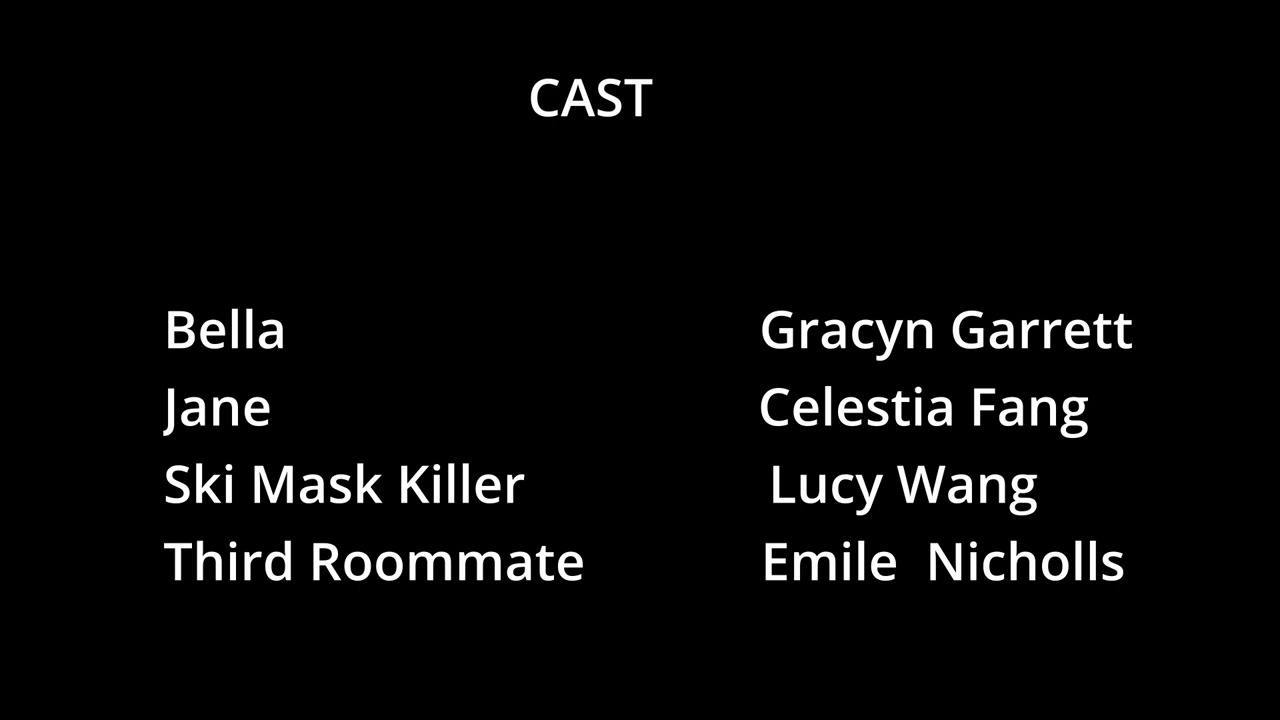 CAST
Bella Gracyn Garrett
Jane Celestia Fang
Ski Mask Killer Lucy Wang
Third Roommate Emile Nicholls